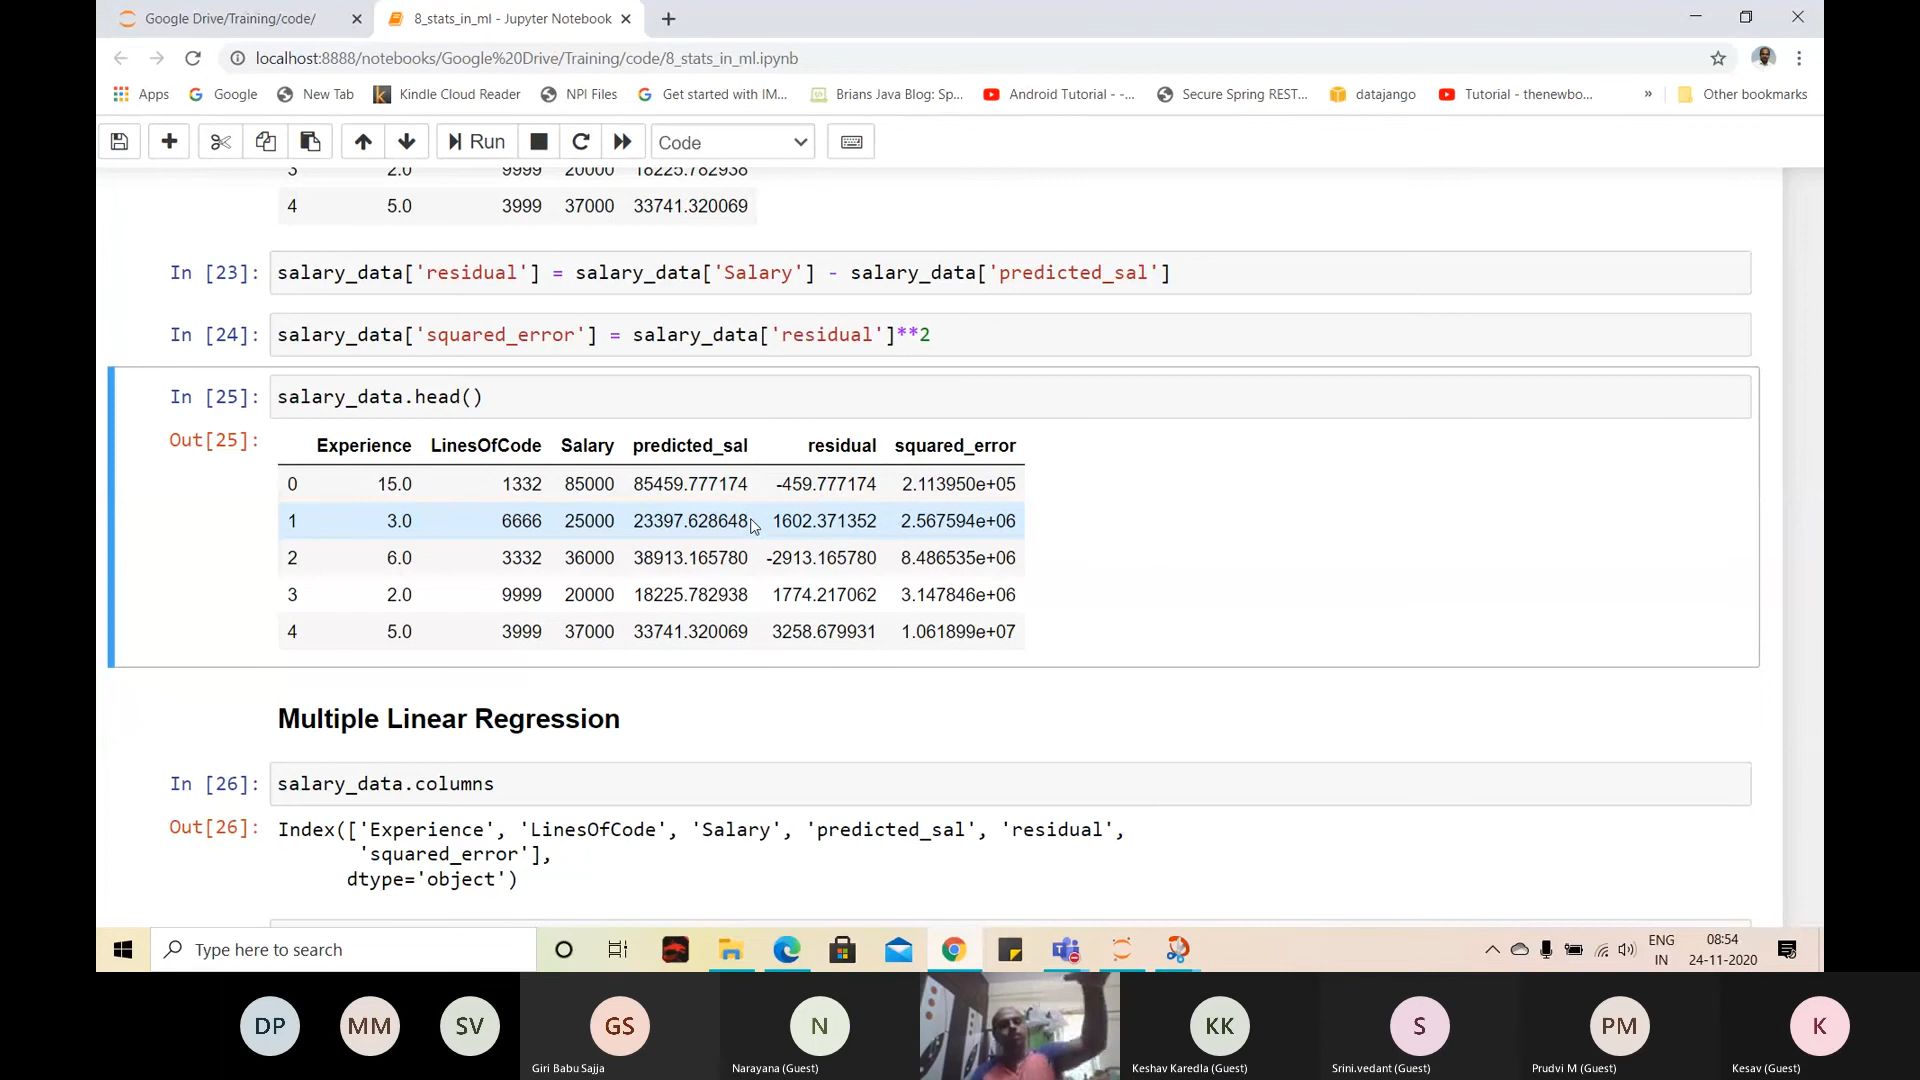 Google Drive/Training/code/
8_stats_in_ml - Jupyter Notebook
localhost:8888/notebooks/Google%20Drive/Training/code/8_stats_in_ml.ipynb
Apps Google New Tab Kindle Cloud Reader NPI Files Get started with IM... Brians Java Blog: Sp... Android Tutorial - -... Secure Spring REST... datajango Tutorial - thenewbo... » Other bookmarks
Run Code
3 2.0 9999 20000 18225.782938
4 5.0 3999 37000 33741.320069
In [23]: salary_data['residual'] = salary_data['Salary'] - salary_data['predicted_sal']
In [24]: salary_data['squared_error'] = salary_data['residual']**2
In [25]: salary_data.head()
Out[25]:
Experience LinesOfCode Salary predicted_sal residual squared_error
0 15.0 1332 85000 85459.777174 -459.777174 2.113950e+05
1 3.0 6666 25000 23397.628648 1602.371352 2.567594e+06
2 6.0 3332 36000 38913.165780 -2913.165780 8.486535e+06
3 2.0 9999 20000 18225.782938 1774.217062 3.147846e+06
4 5.0 3999 37000 33741.320069 3258.679931 1.061899e+07
Multiple Linear Regression
In [26]: salary_data.columns
Out[26]: Index(['Experience', 'LinesOfCode', 'Salary', 'predicted_sal', 'residual',
'squared_error'],
dtype='object')
Type here to search
ENG
IN
08:54
24-11-2020
DP MM SV GS N KK S PM K
Giri Babu Sajja Narayana (Guest) Keshav Karedla (Guest) Srini.vedant (Guest) Prudvi M (Guest) Kesav (Guest)